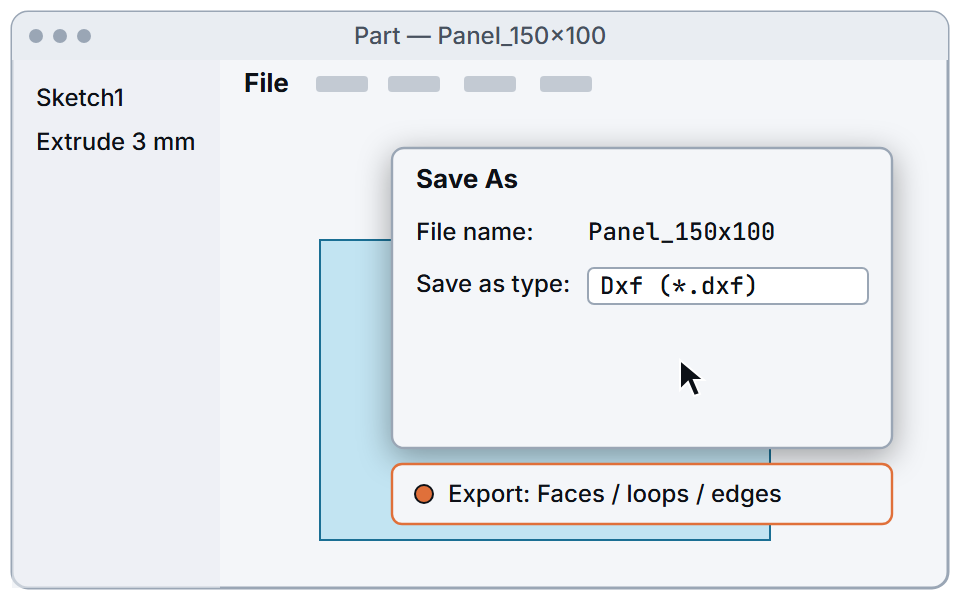 Part — Panel_150×100
File
Sketch1
Extrude 3 mm
Save As
File name: Panel_150x100
Save as type: Dxf (*.dxf)
Export: Faces / loops / edges